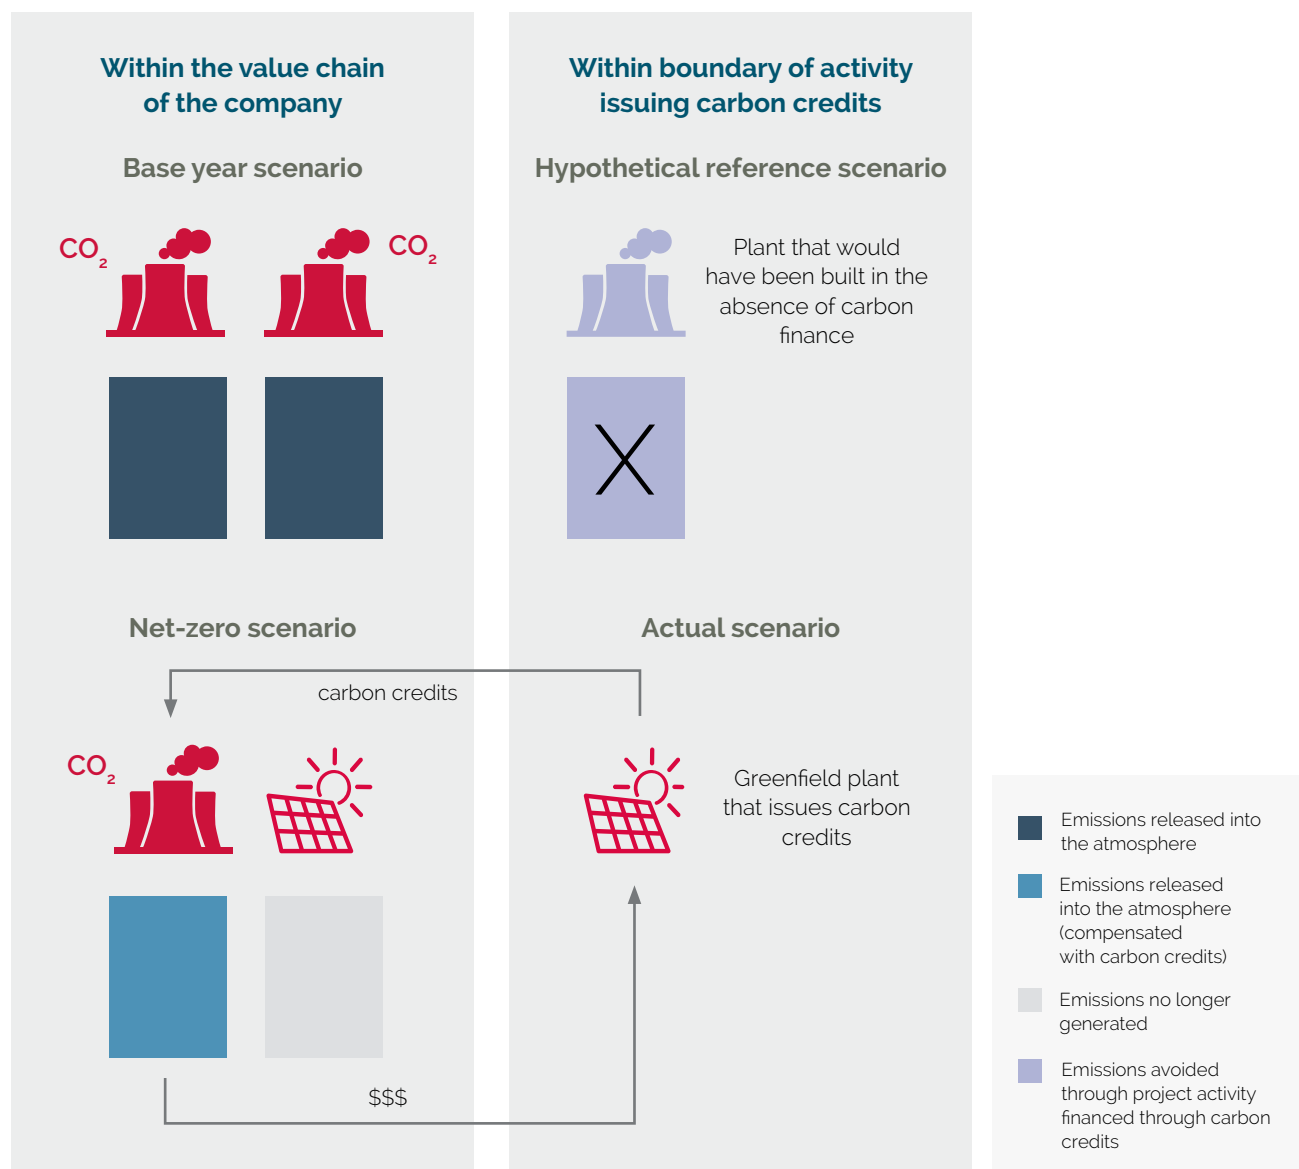 Within the value chain
of the company
Base year scenario
CO₂
CO₂
Net-zero scenario
carbon credits
CO₂
$$$
Within boundary of activity
issuing carbon credits
Hypothetical reference scenario
Plant that would
have been built in the
absence of carbon
finance
X
Actual scenario
Greenfield plant
that issues carbon
credits
Emissions released into
the atmosphere
Emissions released
into the atmosphere
(compensated
with carbon credits)
Emissions no longer
generated
Emissions avoided
through project activity
financed through carbon
credits